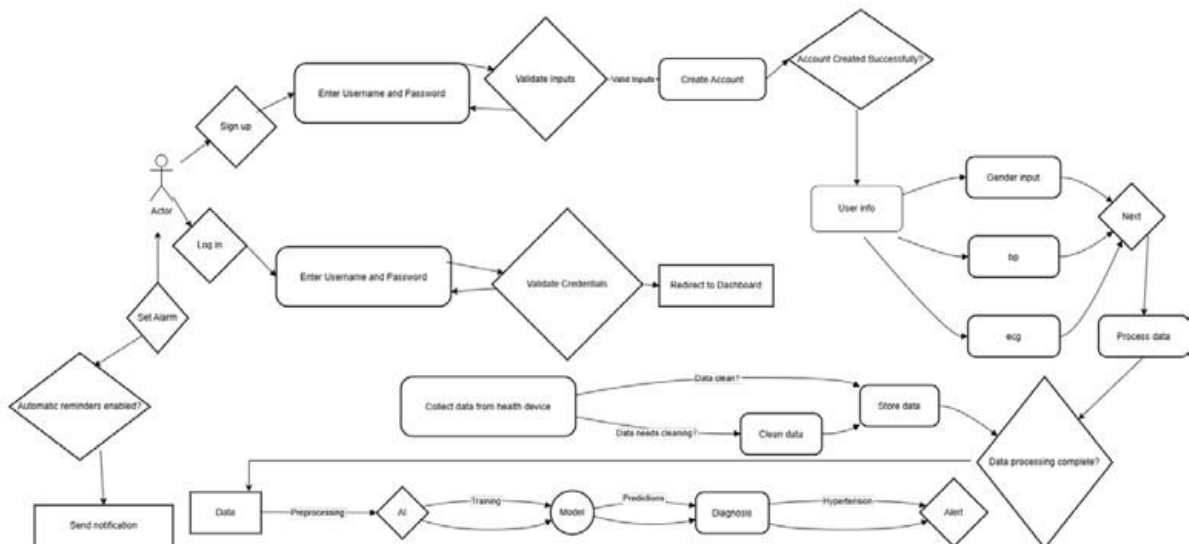 Account Created Successfully?
Validate Inputs
Valid Inputs
Create Account
Enter Username and Password
Sign up
Actor
Gender input
User info
Next
Log in
bp
Enter Username and Password
Validate Credentials
Redirect to Dashboard
Set Alarm
ecg
Process data
Data clean?
Automatic reminders enabled?
Collect data from health device
Store data
Data needs cleaning?
Clean data
Data processing complete?
Training
Predictions
Hypertension
Send notification
Data
Preprocessing
AI
Model
Diagnosis
Alert